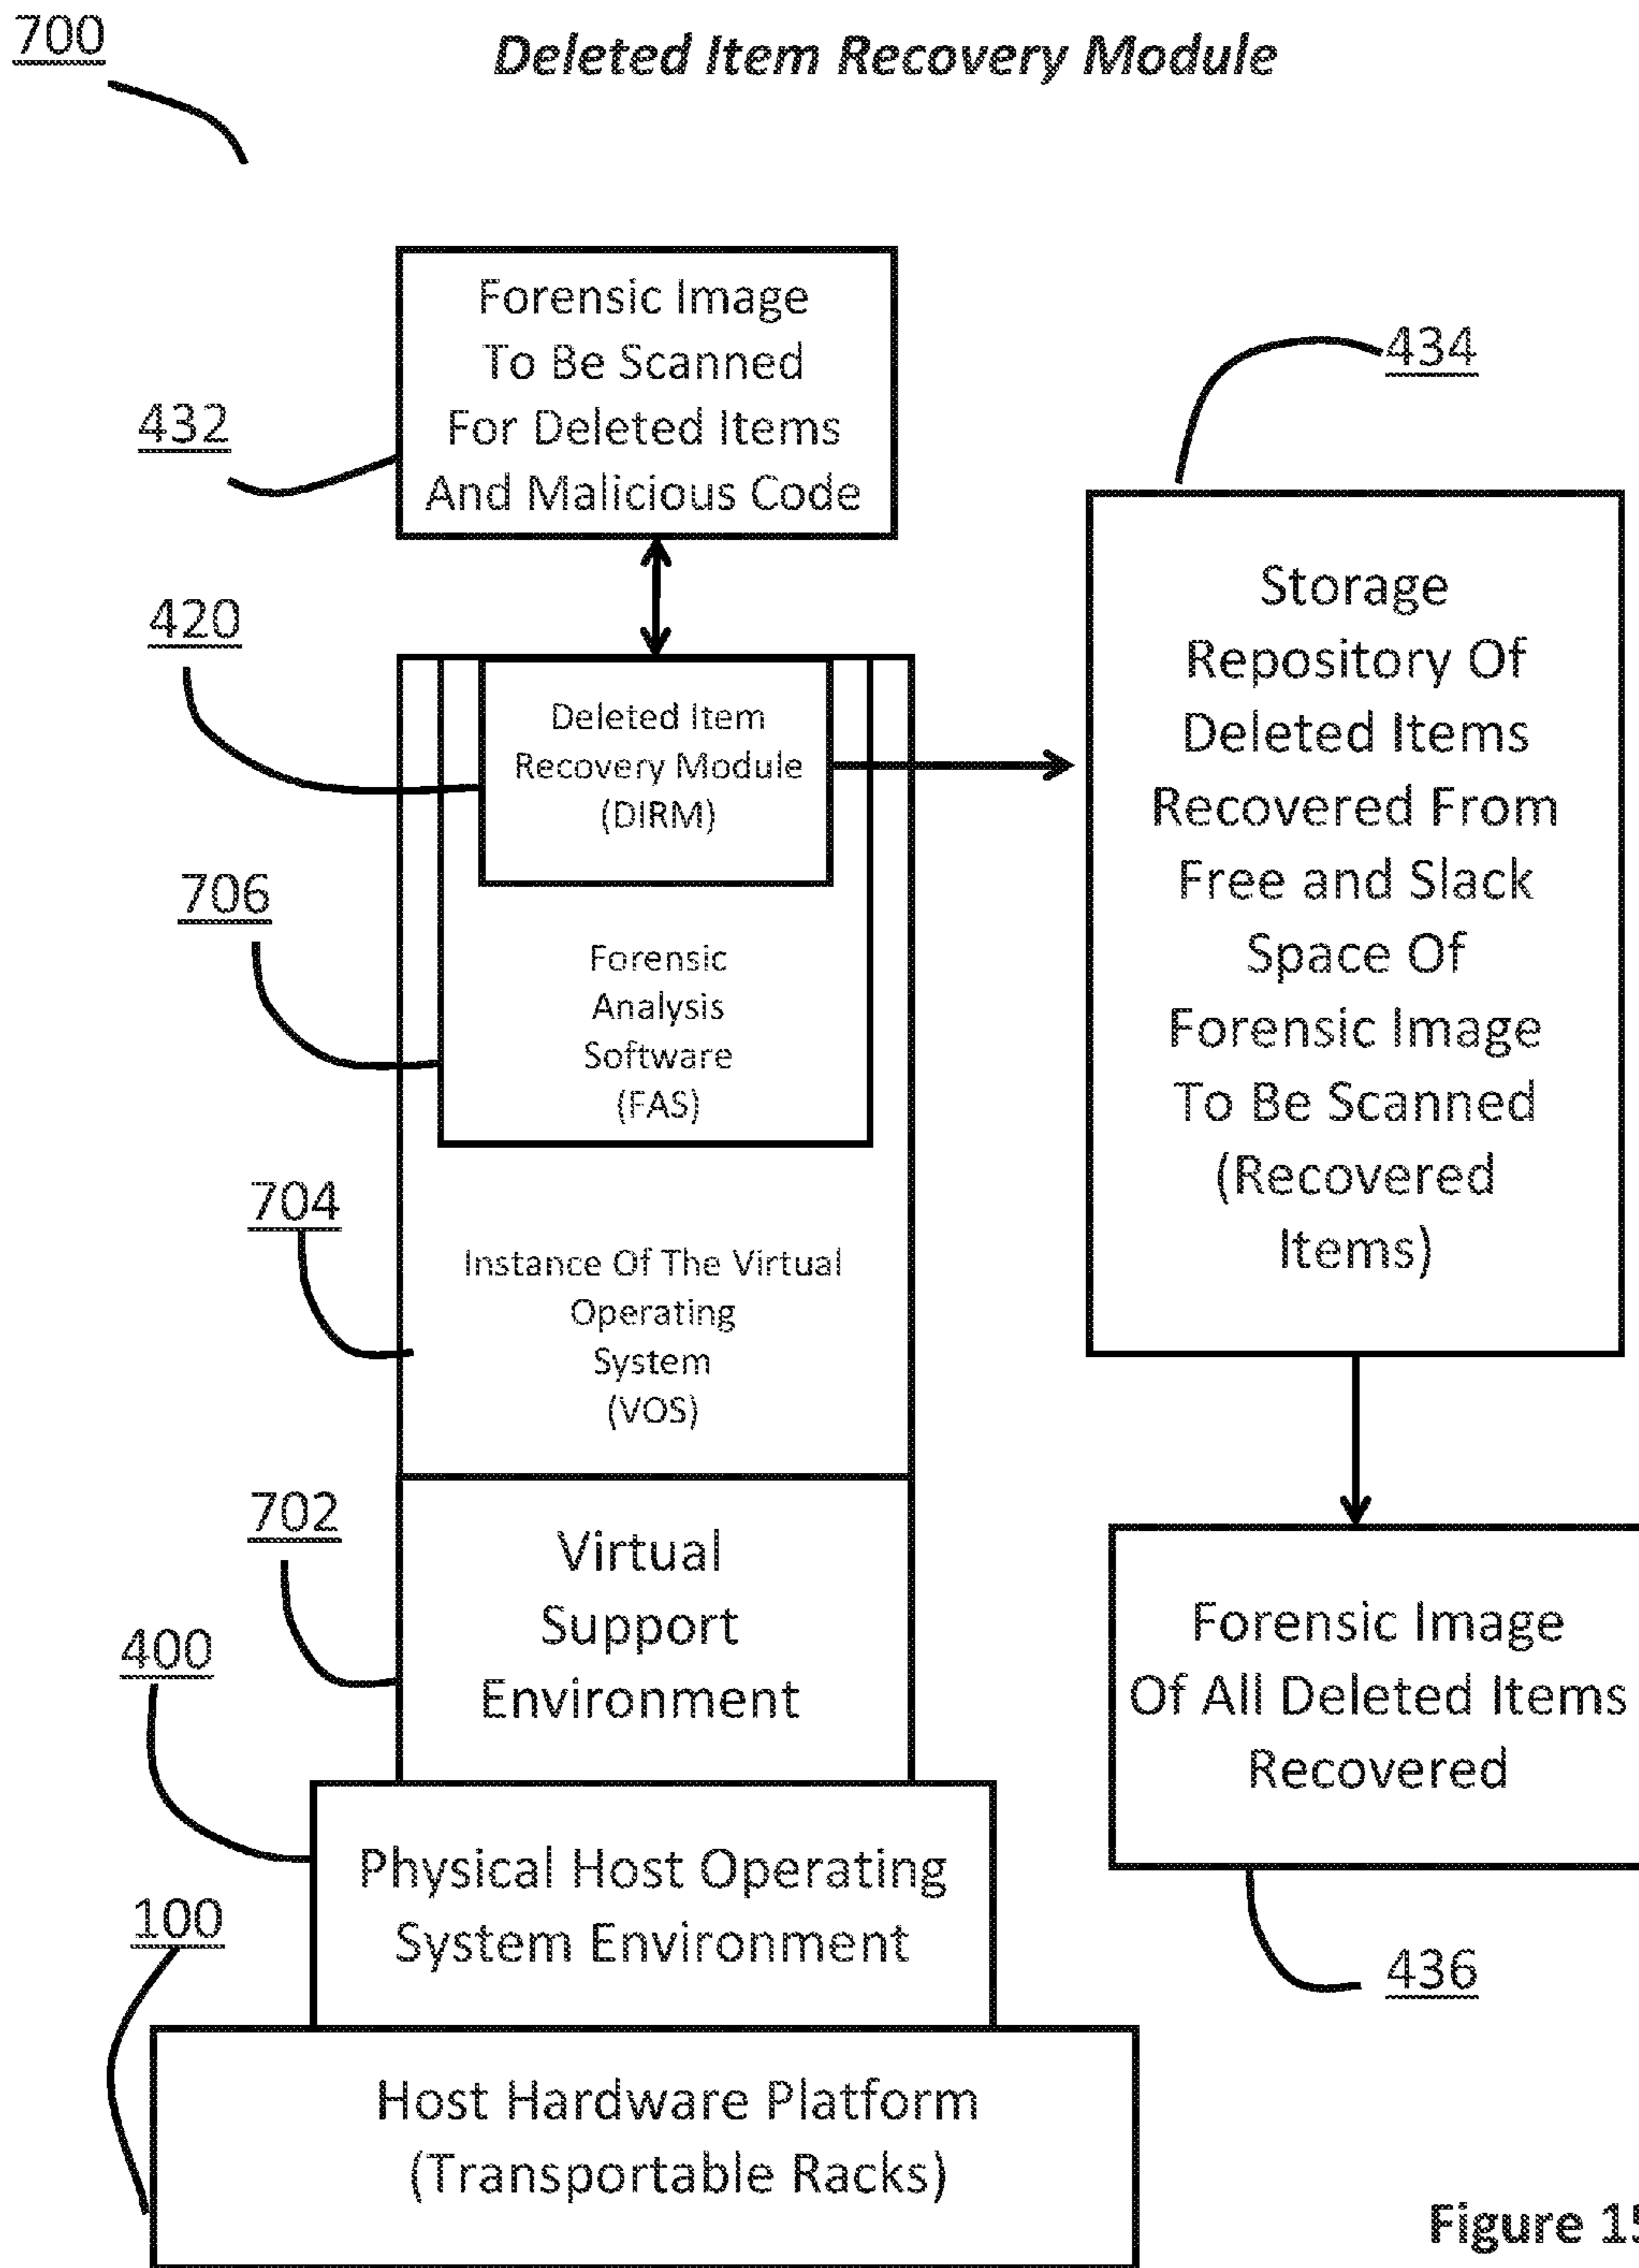 700
Deleted Item Recovery Module
Forensic Image
To Be Scanned
For Deleted Items
And Malicious Code
432
434
420
Deleted Item
Recovery Module
(DIRM)
Storage
Repository Of
Deleted Items
Recovered From
Free and Slack
Space Of
Forensic Image
To Be Scanned
(Recovered
Items)
706
Forensic
Analysis
Software
(FAS)
704
Instance Of The Virtual
Operating
System
(VOS)
702
Virtual
Support
Environment
400
Physical Host Operating
System Environment
Forensic Image
Of All Deleted Items
Recovered
436
100
Host Hardware Platform
(Transportable Racks)
Figure 15